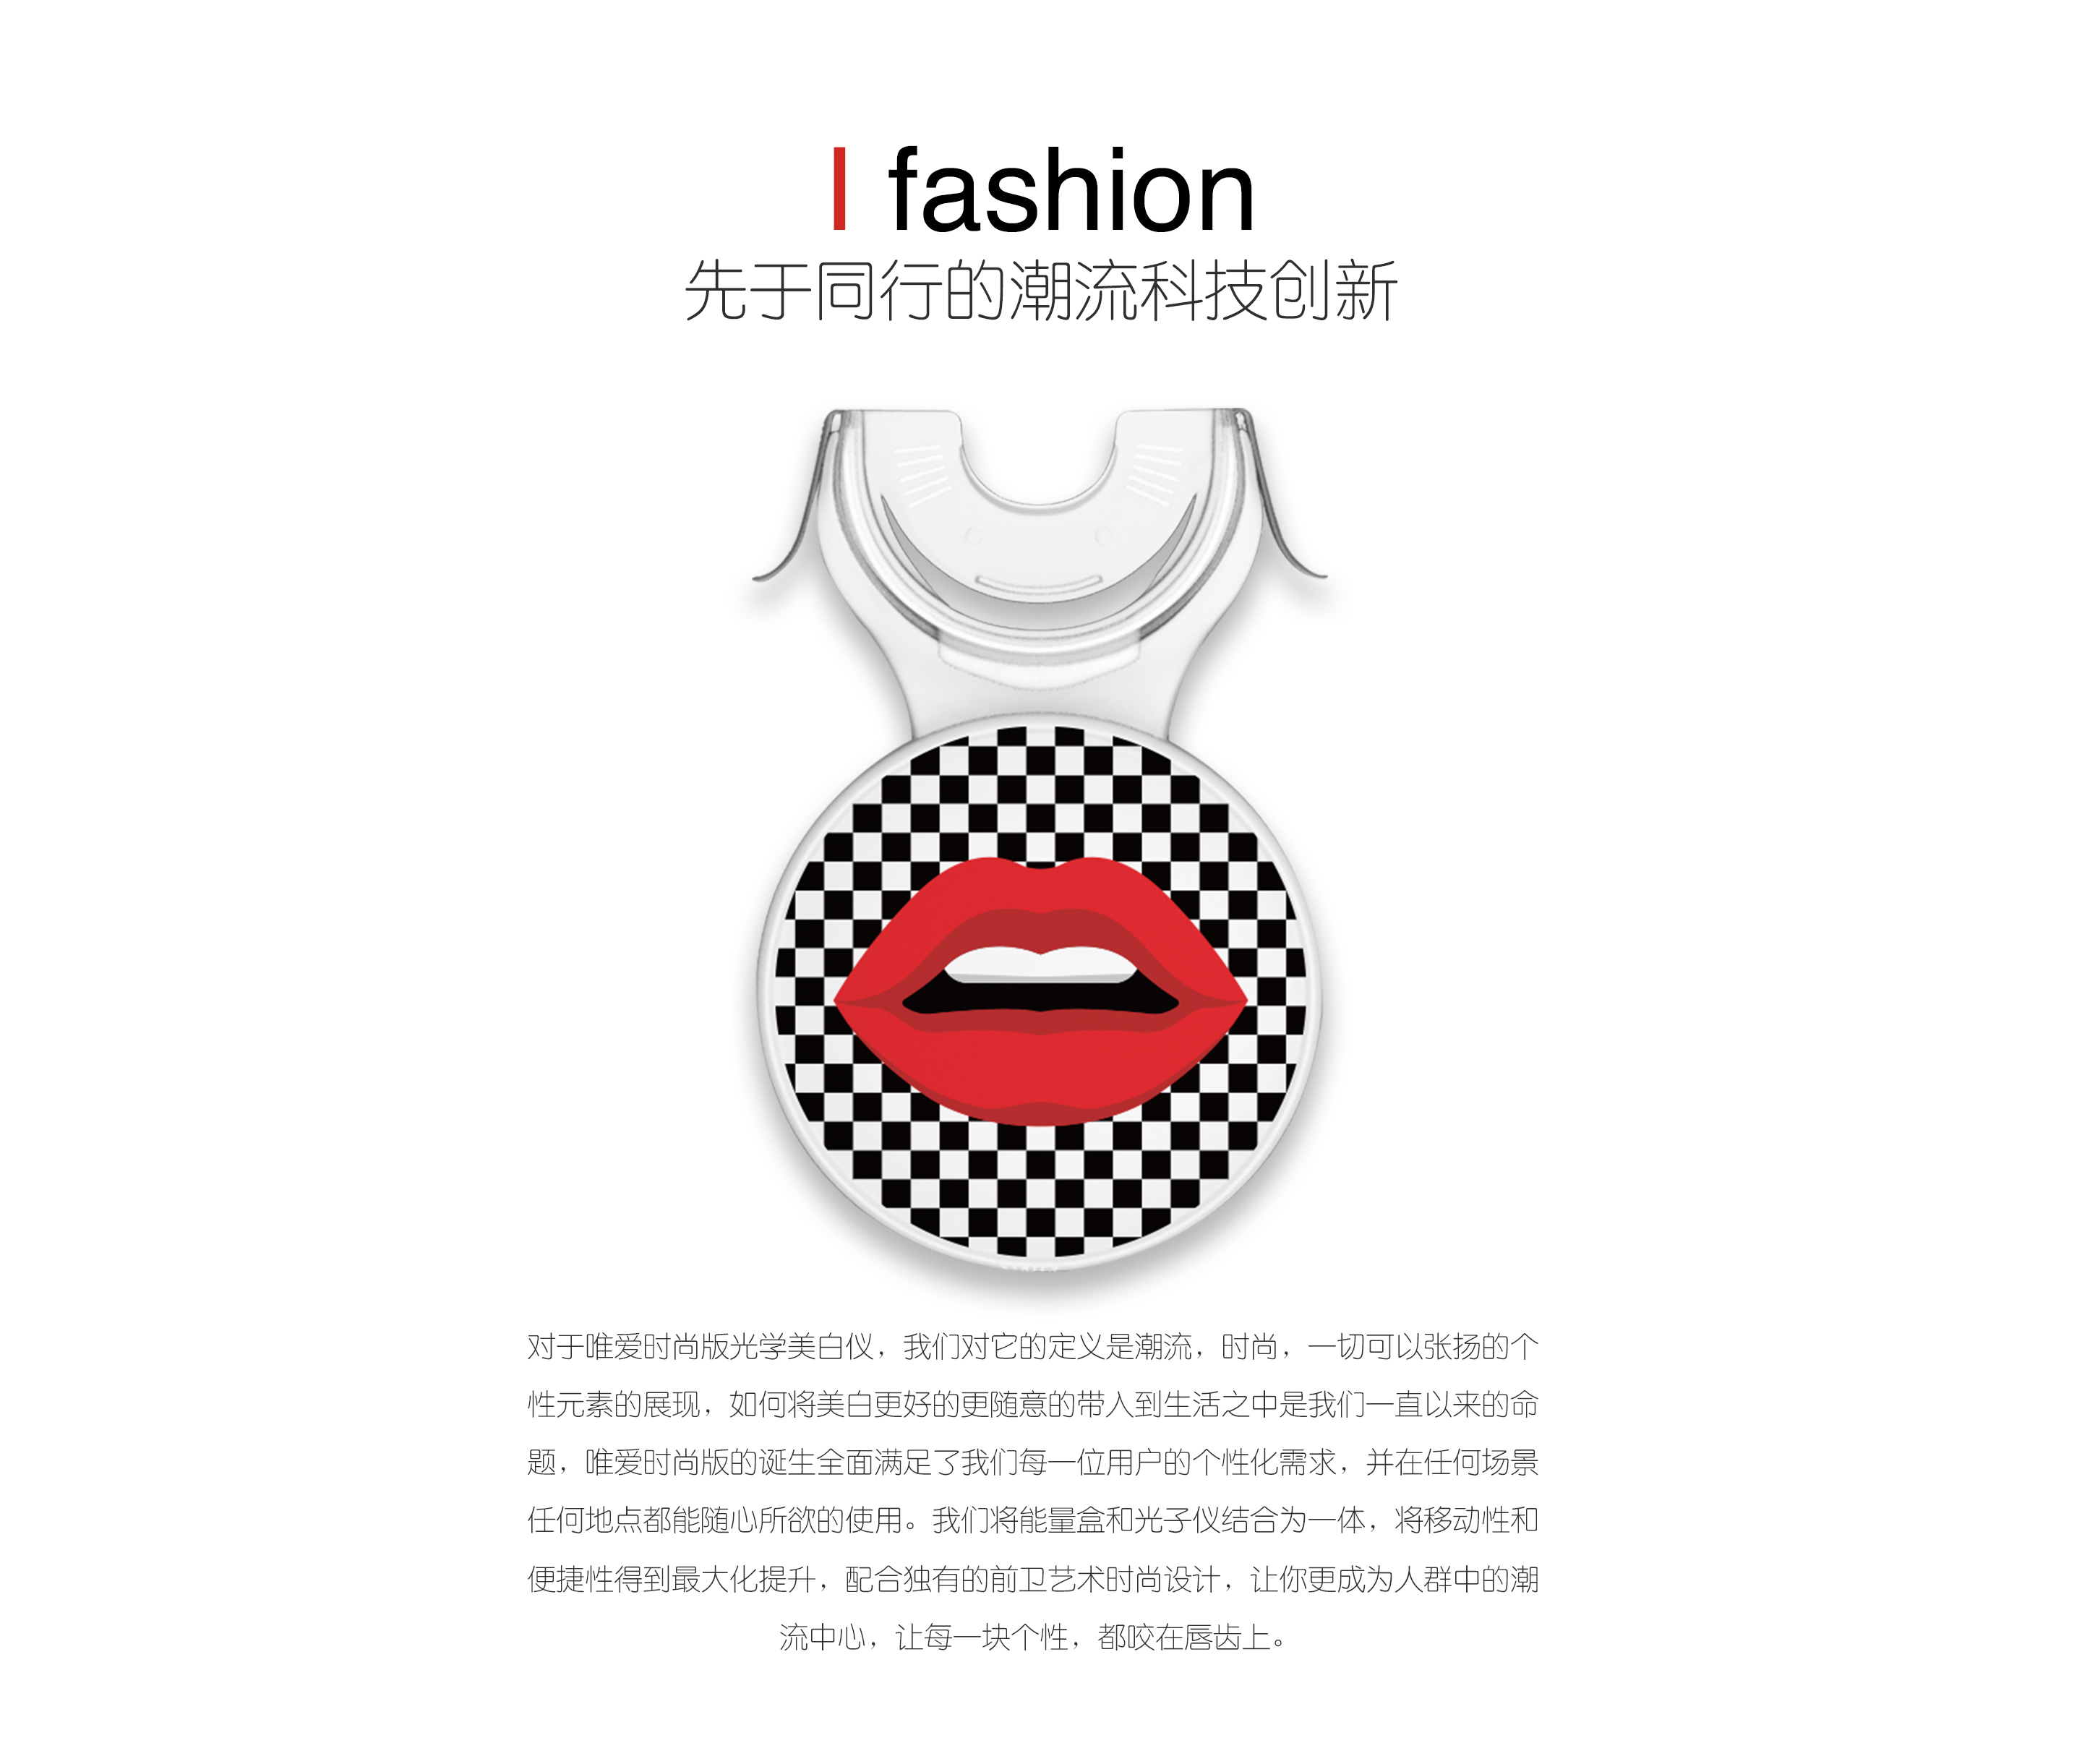 I fashion
先于同行的潮流科技创新
对于唯爱时尚版光学美白仪，我们对它的定义是潮流，时尚，一切可以张扬的个
性元素的展现，如何将美白更好的更随意的带入到生活之中是我们一直以来的命
题，唯爱时尚版的诞生全面满足了我们每一位用户的个性化需求，并在任何场景
任何地点都能随心所欲的使用。我们将能量盒和光子仪结合为一体，将移动性和
便捷性得到最大化提升，配合独有的前卫艺术时尚设计，让你更成为人群中的潮
流中心，让每一块个性，都咬在唇齿上。